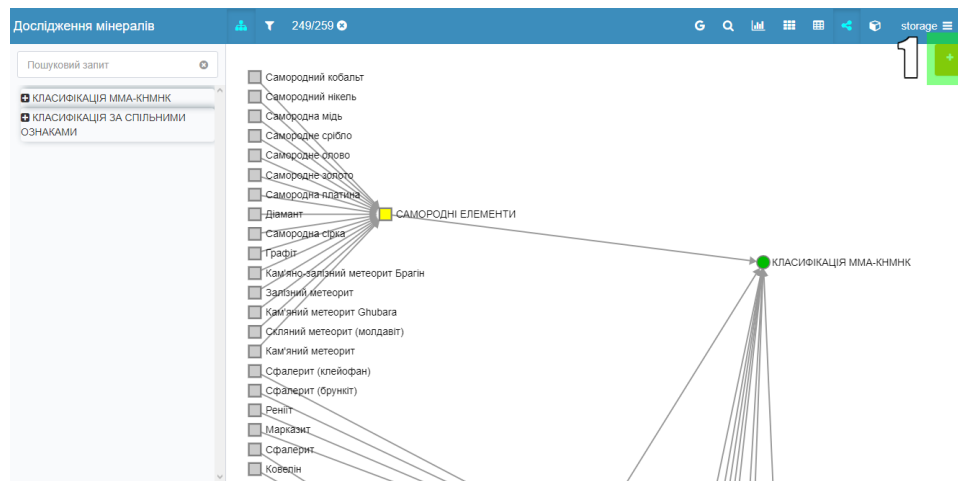 Дослідження мінералів
249/259
G
storage
1
Пошуковий запит
КЛАСИФІКАЦІЯ ММА-КНМНК
КЛАСИФІКАЦІЯ ЗА СПІЛЬНИМИ
ОЗНАКАМИ
Самородний кобальт
Самородний нікель
Самородна мідь
Самородне срібло
Самородне олово
Самородне золото
Самородна платина
Діамант
САМОРОДНІ ЕЛЕМЕНТИ
Самородна сірка
Графіт
КЛАСИФІКАЦІЯ ММА-КНМНК
Кам'яно-залізний метеорит Брагін
Залізний метеорит
Кам'яний метеорит Ghubara
Скляний метеорит (молдавіт)
Кам'яний метеорит
Сфалерит (клейофан)
Сфалерит (брункіт)
Реніїт
Марказит
Сфалерит
Ковелін